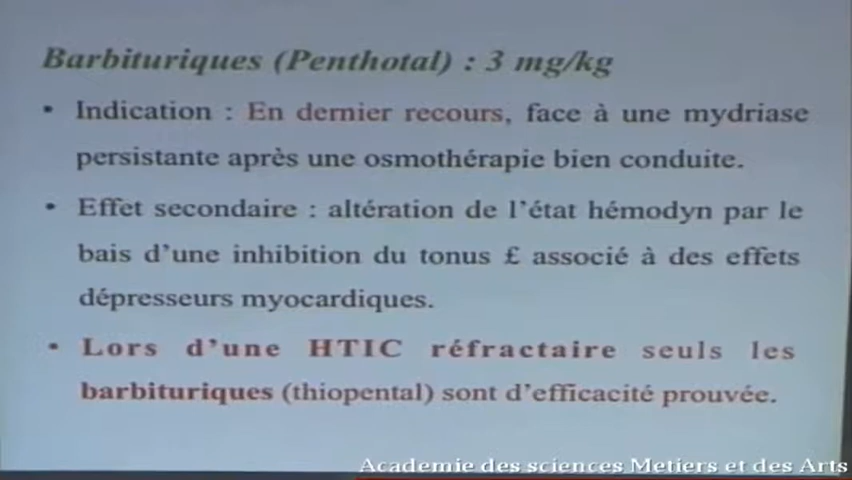 Barbituriques (Penthotal) : 3 mg/kg
• Indication : En dernier recours, face à une mydriase
persistante après une osmothérapie bien conduite.
• Effet secondaire : altération de l'état hémodyn par le
bais d'une inhibition du tonus £ associé à des effets
dépresseurs myocardiques.
• Lors d'une HTIC réfractaire seuls les
barbituriques (thiopental) sont d'efficacité prouvée.
Academie des sciences Metiers et des Arts